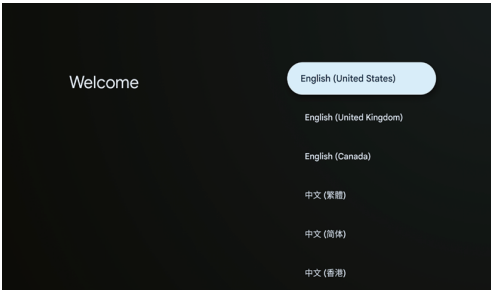 Welcome
English (United States)
English (United Kingdom)
English (Canada)
中文 (繁體)
中文 (简体)
中文 (香港)